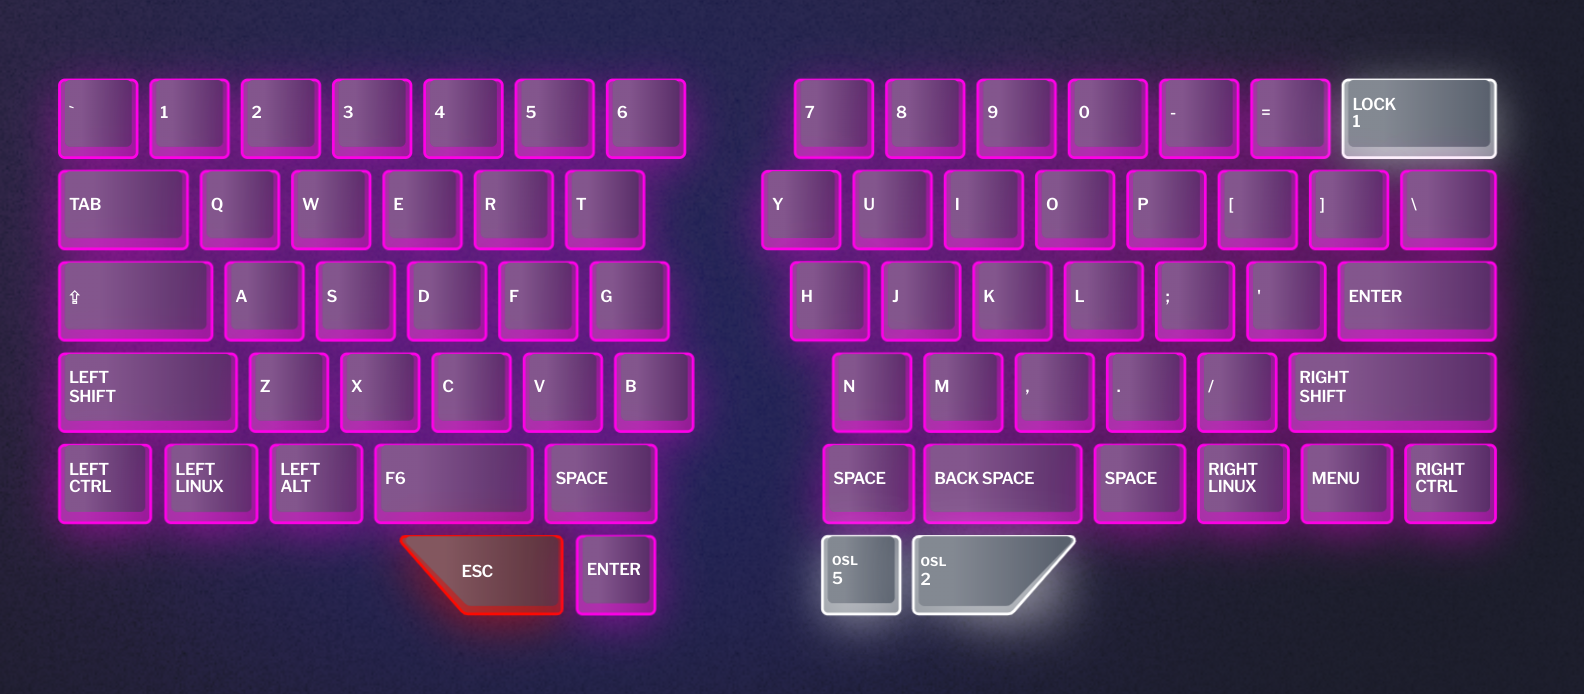 ` 1 2 3 4 5 6 7 8 9 0 - = LOCK
1
TAB Q W E R T Y U I O P [ ] \
⇪ A S D F G H J K L ; ' ENTER
LEFT
SHIFT Z X C V B N M , . / RIGHT
SHIFT
LEFT
CTRL LEFT
LINUX LEFT
ALT F6 SPACE SPACE BACK SPACE SPACE RIGHT
LINUX MENU RIGHT
CTRL
ESC ENTER OSL
5 OSL
2